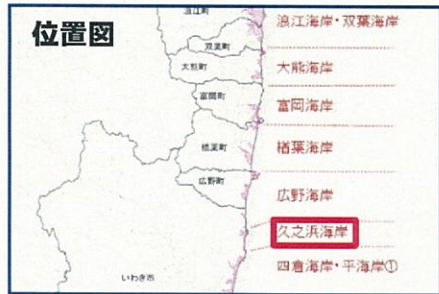 位置図
浪江町
双葉町
大熊町
富岡町
楢葉町
広野町
いわき市
浪江海岸・双葉海岸
大熊海岸
富岡海岸
楢葉海岸
広野海岸
久之浜海岸
四倉海岸・平海岸①